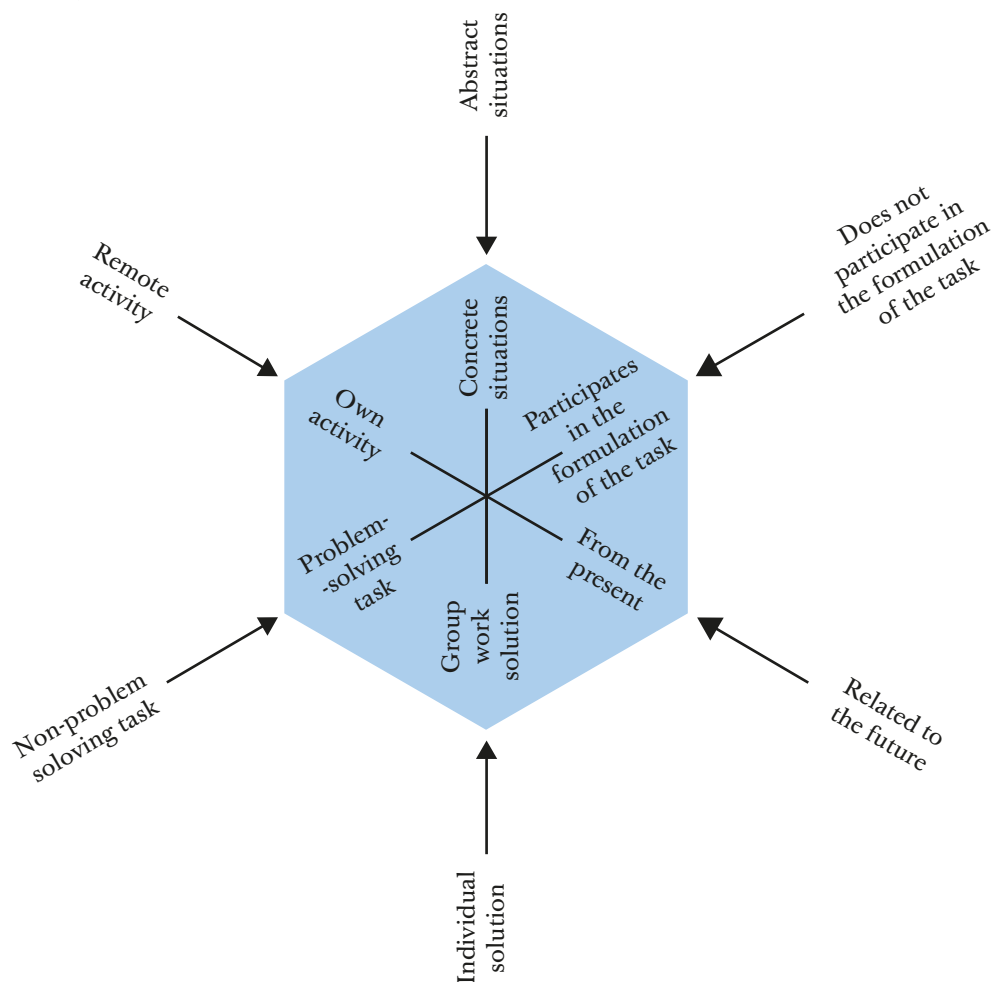 Abstract
situations
Does not
participate in
the formulation
of the task
Remote
activity
Concrete
situations
Participates
in the
formulation
of the task
Own
activity
Problem-
-solving
task
From the
present
Group
work
solution
Non-problem
soloving task
Related to
the future
Individual
solution